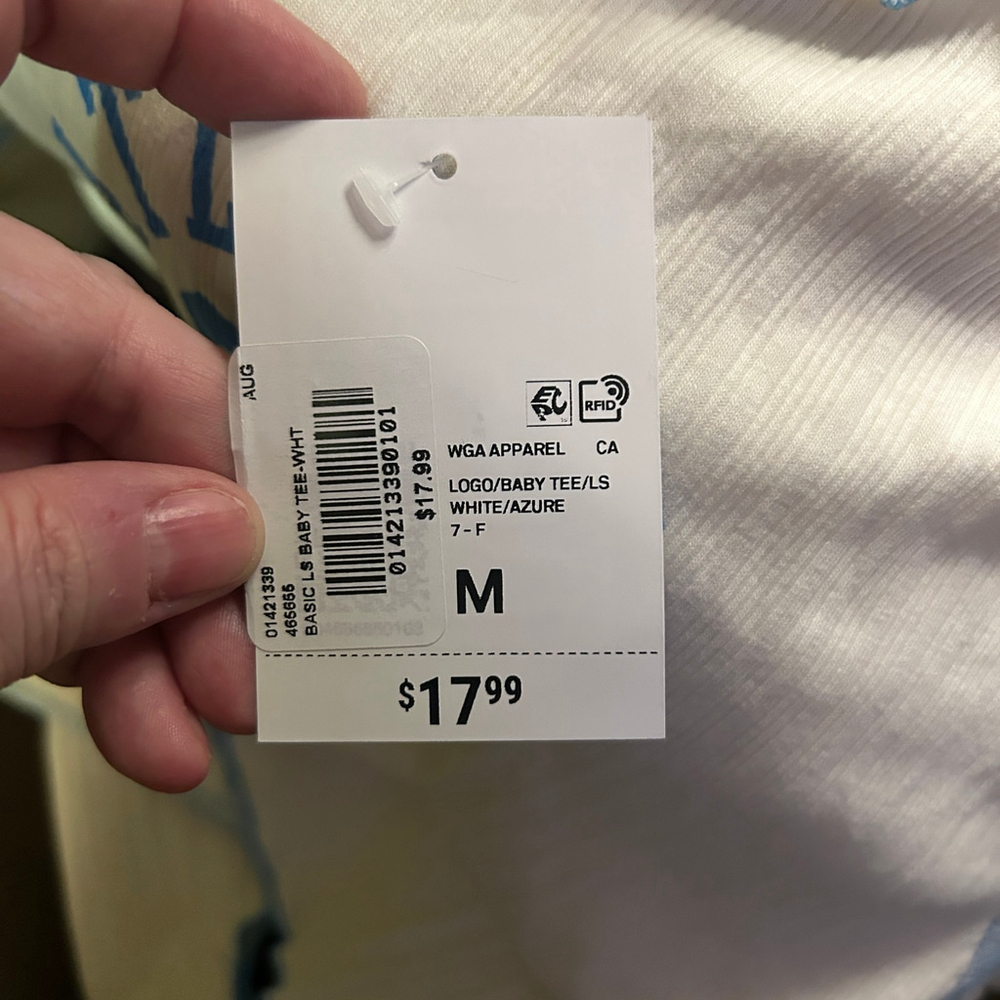 AUG
01421339
465665
BASIC LS BABY TEE-WHT
014213390101
$17.99
EPC
RFID
WGA APPAREL CA
LOGO/BABY TEE/LS
WHITE/AZURE
7-F
M
$17.99